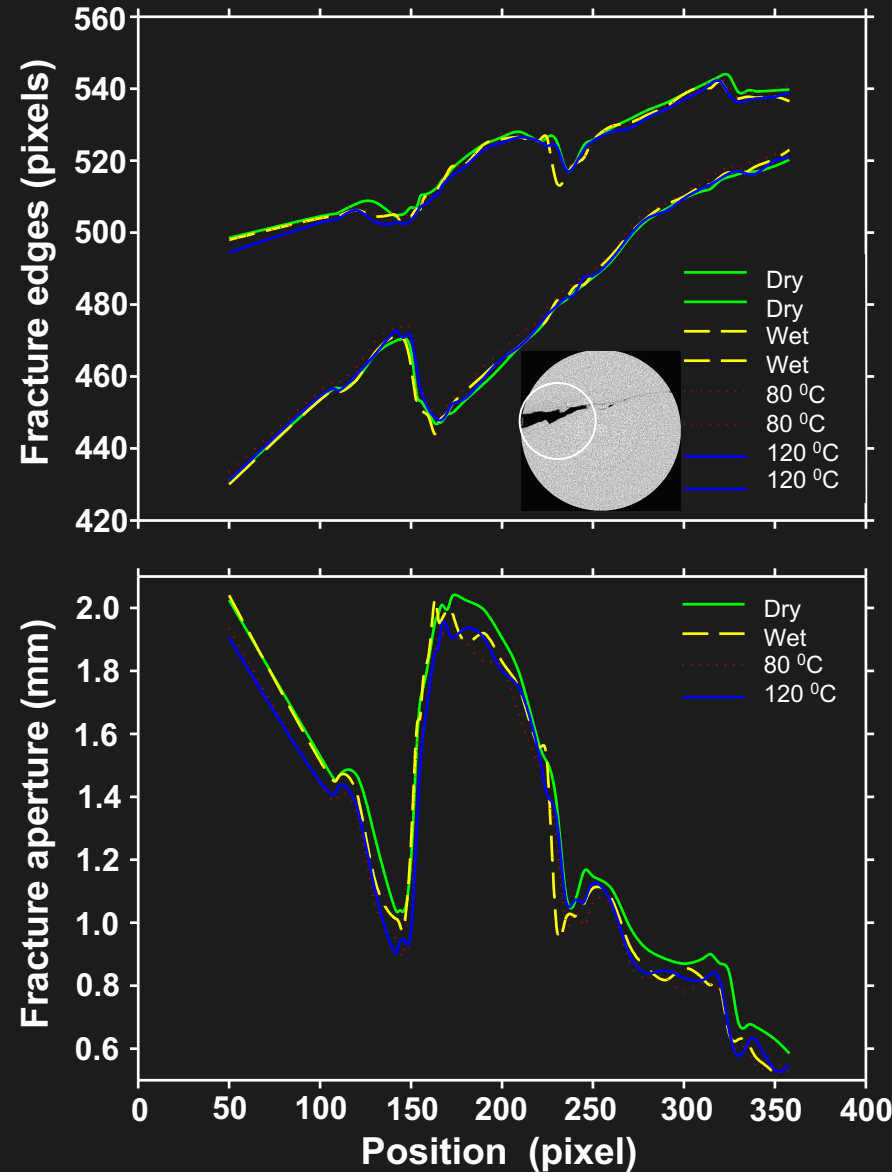 560
540
520
500
480
460
440
420
Fracture edges (pixels)
Dry
Dry
Wet
Wet
80 ⁰C
80 ⁰C
120 ⁰C
120 ⁰C
2.0
1.8
1.6
1.4
1.2
1.0
0.8
0.6
Fracture aperture (mm)
Dry
Wet
80 ⁰C
120 ⁰C
0 50 100 150 200 250 300 350 400
Position (pixel)